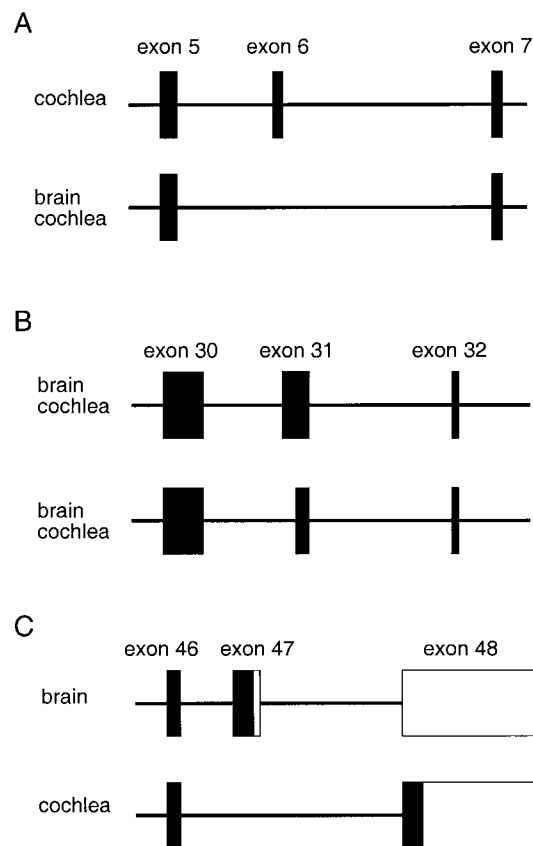 A
exon 5 exon 6 exon 7
cochlea
brain
cochlea
B
exon 30 exon 31 exon 32
brain
cochlea
brain
cochlea
C
exon 46 exon 47 exon 48
brain
cochlea